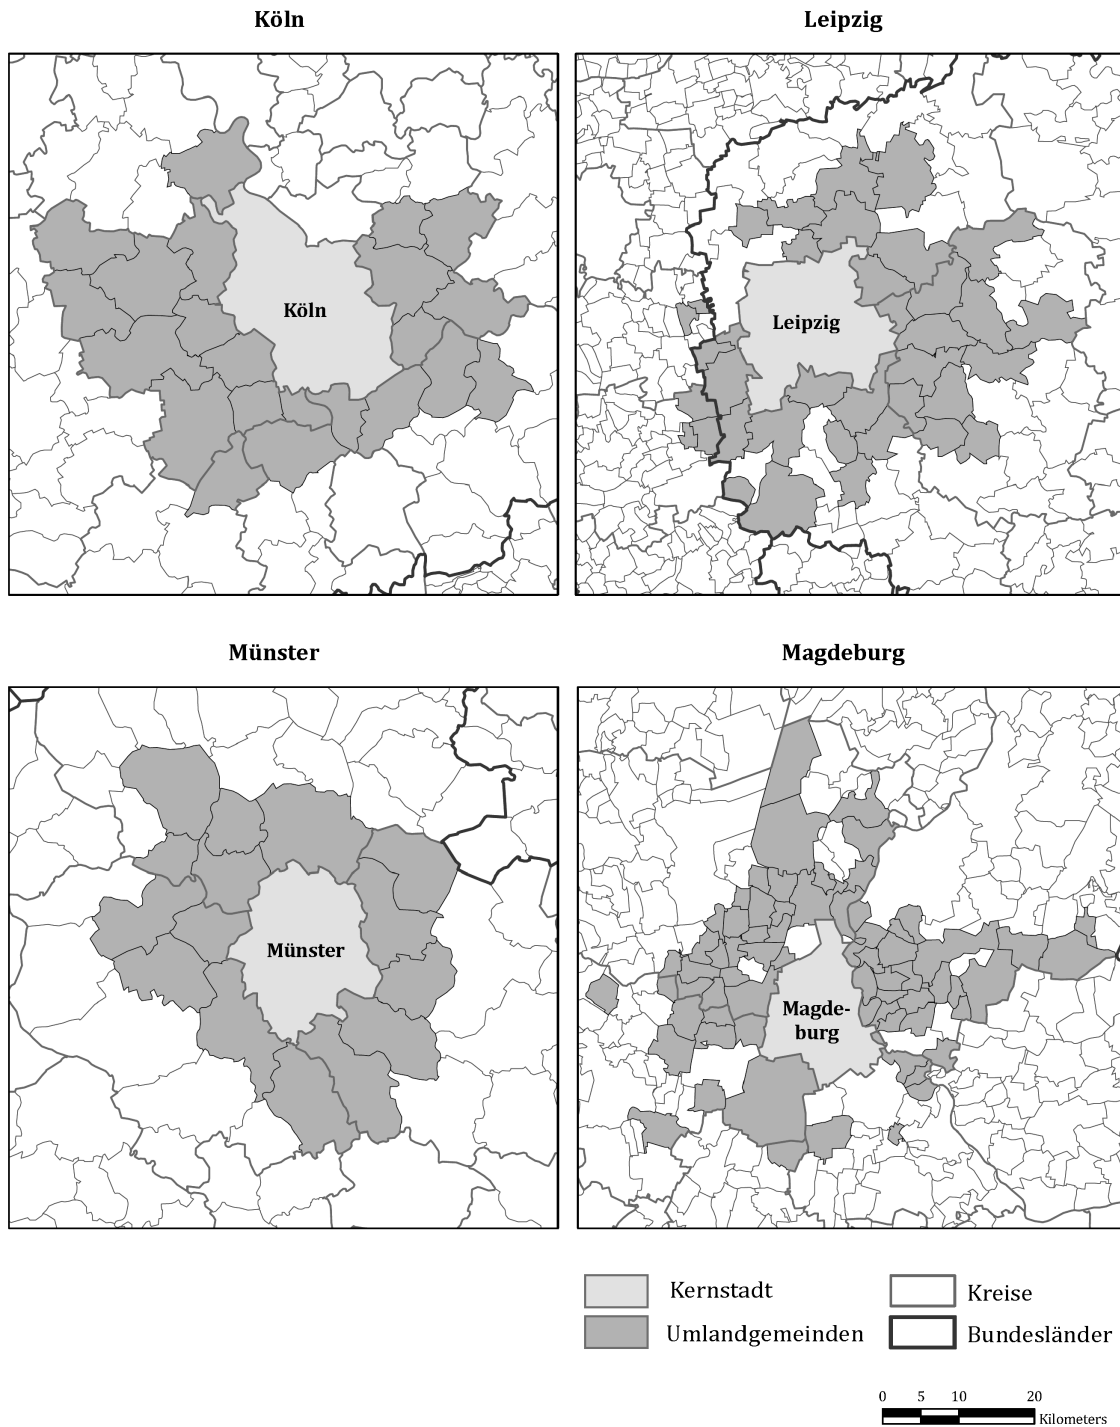 Köln
Leipzig
Köln
Leipzig
Münster
Magdeburg
Münster
Magde-
burg
Kernstadt
Kreise
Umlandgemeinden
Bundesländer
0 5 10 20
Kilometers